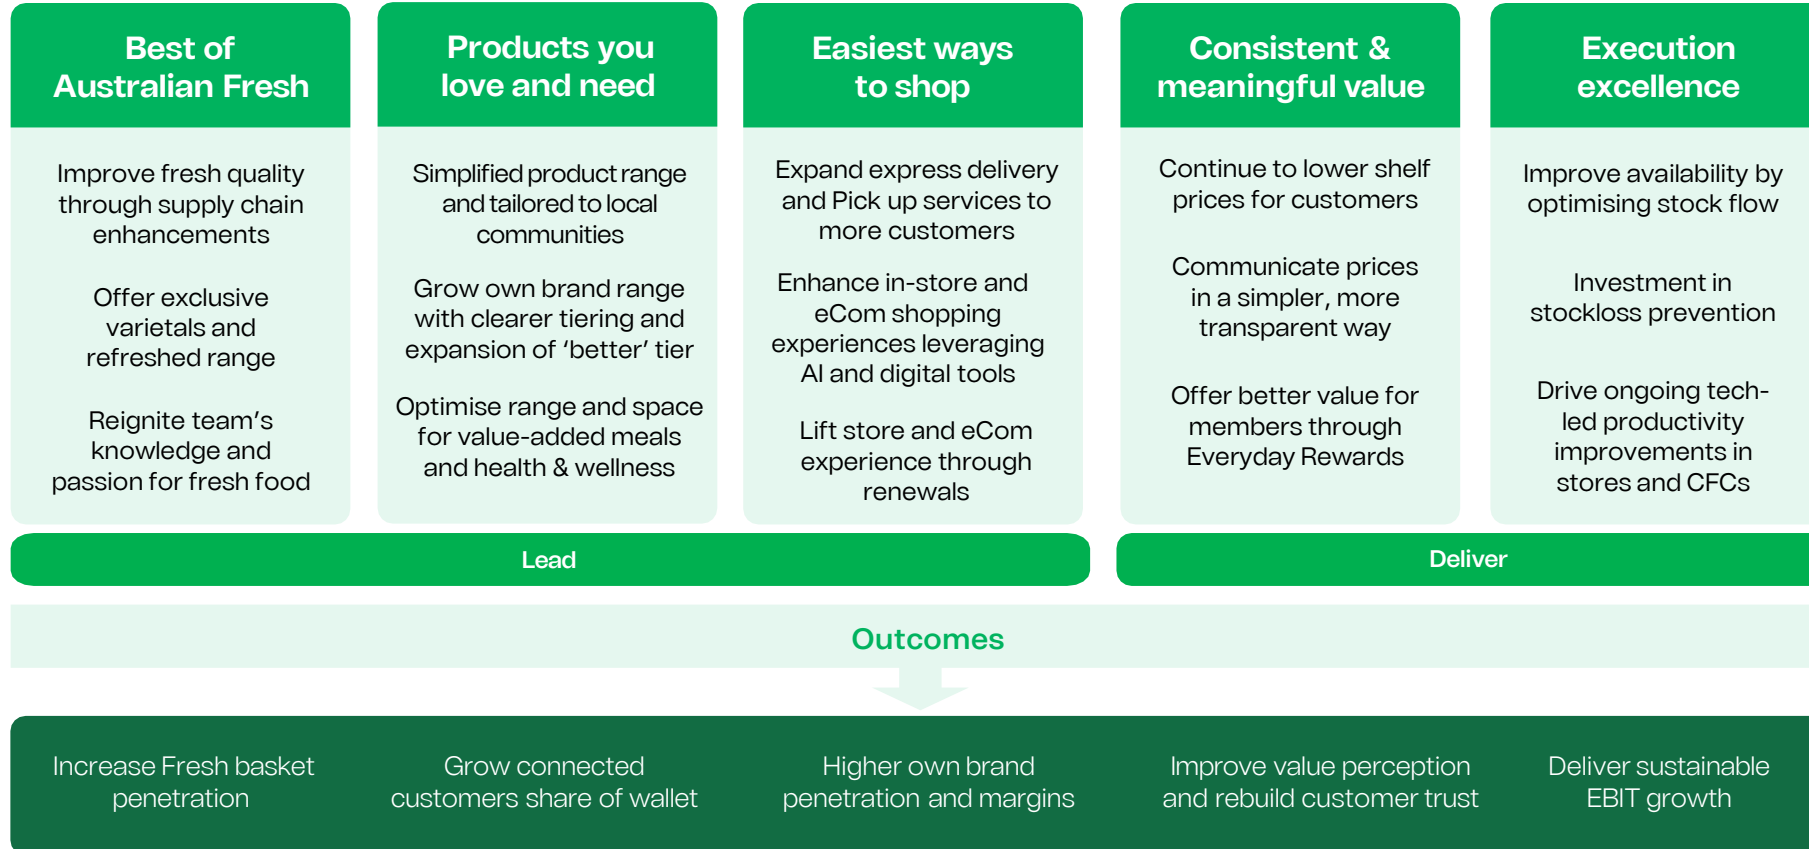 Best of
Australian Fresh
Improve fresh quality
through supply chain
enhancements
Offer exclusive
varietals and
refreshed range
Reignite team's
knowledge and
passion for fresh food
Products you
love and need
Simplified product range
and tailored to local
communities
Grow own brand range
with clearer tiering and
expansion of ‘better’ tier
Optimise range and space
for value-added meals
and health & wellness
Easiest ways
to shop
Expand express delivery
and Pick up services to
more customers
Enhance in-store and
eCom shopping
experiences leveraging
AI and digital tools
Lift store and eCom
experience through
renewals
Consistent &
meaningful value
Continue to lower shelf
prices for customers
Communicate prices
in a simpler, more
transparent way
Offer better value for
members through
Everyday Rewards
Execution
excellence
Improve availability by
optimising stock flow
Investment in
stockloss prevention
Drive ongoing tech-
led productivity
improvements in
stores and CFCs
Lead
Deliver
Outcomes
Increase Fresh basket
penetration
Grow connected
customers share of wallet
Higher own brand
penetration and margins
Improve value perception
and rebuild customer trust
Deliver sustainable
EBIT growth